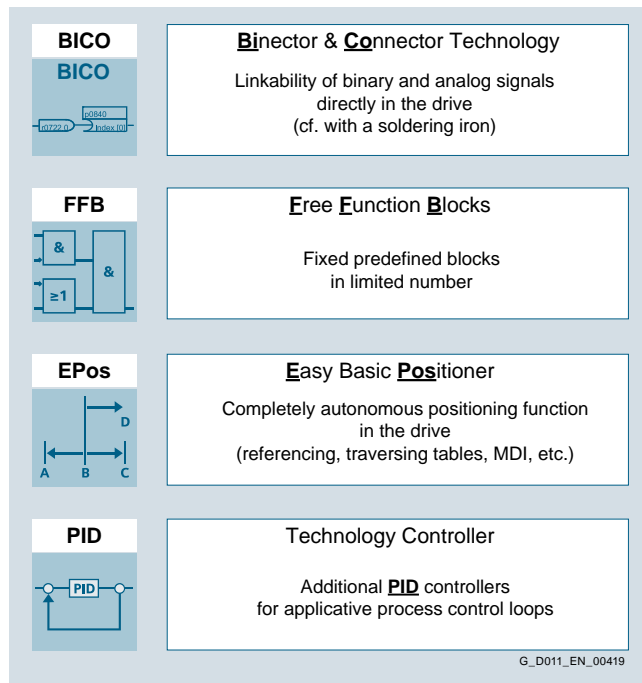 BICO
Binector & Connector Technology
BICO
p0840
r0722.0
Index [0]
Linkability of binary and analog signals
directly in the drive
(cf. with a soldering iron)
FFB
Free Function Blocks
&
&
≥1
Fixed predefined blocks
in limited number
EPos
Easy Basic Positioner
D
A B C
Completely autonomous positioning function
in the drive
(referencing, traversing tables, MDI, etc.)
PID
Technology Controller
PID
Additional PID controllers
for applicative process control loops
G_D011_EN_00419